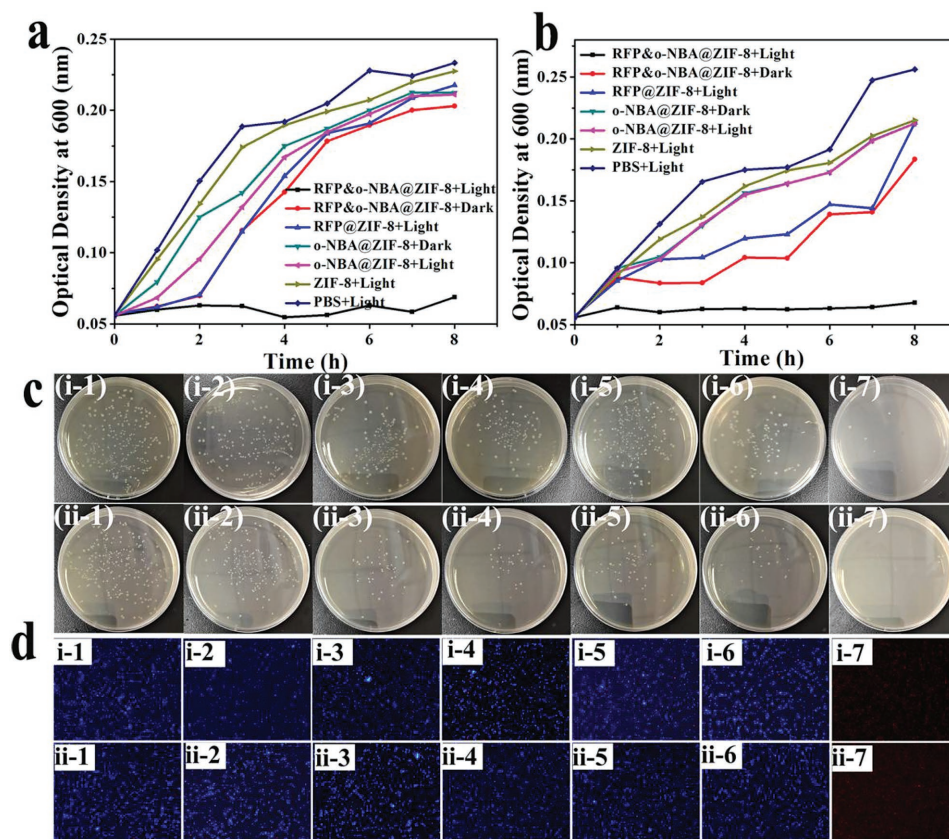 a
Optical Density at 600 (nm)
0.25
0.20
0.15
0.10
0.05
0 2 4 6 8
Time (h)
RFP&o-NBA@ZIF-8+Light
RFP&o-NBA@ZIF-8+Dark
RFP@ZIF-8+Light
o-NBA@ZIF-8+Dark
o-NBA@ZIF-8+Light
ZIF-8+Light
PBS+Light
b
Optical Density at 600 (nm)
0.25
0.20
0.15
0.10
0.05
0 2 4 6 8
Time (h)
RFP&o-NBA@ZIF-8+Light
RFP&o-NBA@ZIF-8+Dark
RFP@ZIF-8+Light
o-NBA@ZIF-8+Dark
o-NBA@ZIF-8+Light
ZIF-8+Light
PBS+Light
c
(i-1) (i-2) (i-3) (i-4) (i-5) (i-6) (i-7)
(ii-1) (ii-2) (ii-3) (ii-4) (ii-5) (ii-6) (ii-7)
d
i-1 i-2 i-3 i-4 i-5 i-6 i-7
ii-1 ii-2 ii-3 ii-4 ii-5 ii-6 ii-7